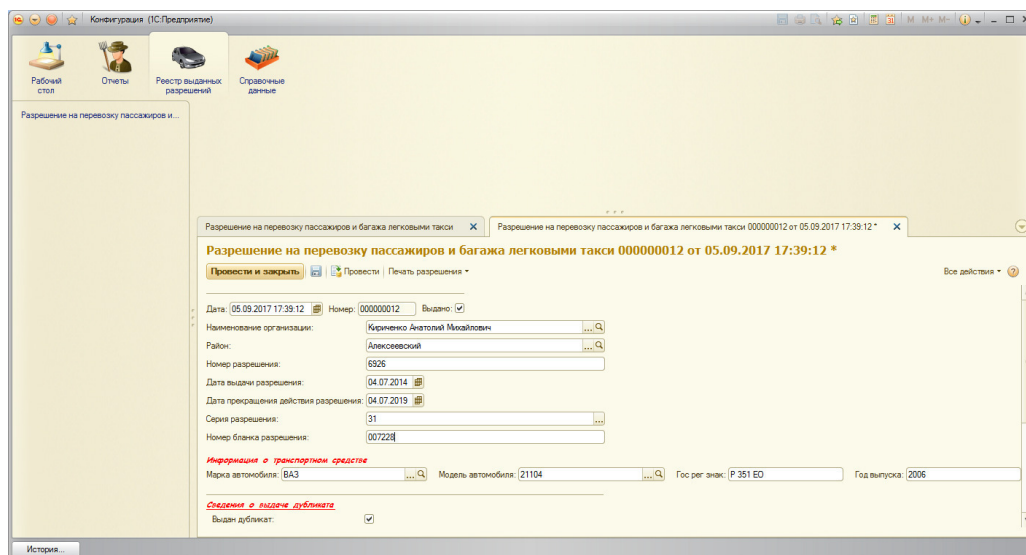 Конфигурация (1С:Предприятие)
M M+ M-
Рабочий стол
Отчеты
Реестр выданных разрешений
Справочные данные
Разрешение на перевозку пассажиров и...
Разрешение на перевозку пассажиров и багажа легковыми такси
Разрешение на перевозку пассажиров и багажа легковыми такси 000000012 от 05.09.2017 17:39:12 *
Разрешение на перевозку пассажиров и багажа легковыми такси 000000012 от 05.09.2017 17:39:12 *
Провести и закрыть Провести Печать разрешения Все действия
Дата: 05.09.2017 17:39:12 Номер: 000000012 Выдано:
Наименование организации: Кириченко Анатолий Михайлович
Район: Алексеевский
Номер разрешения: 6926
Дата выдачи разрешения: 04.07.2014
Дата прекращения действия разрешения: 04.07.2019
Серия разрешения: 31
Номер бланка разрешения: 007228
Информация о транспортном средстве
Марка автомобиля: ВАЗ Модель автомобиля: 21104 Гос рег знак: Р 351 ЕО Год выпуска: 2006
Сведения о выдаче дубликата
Выдан дубликат:
История...